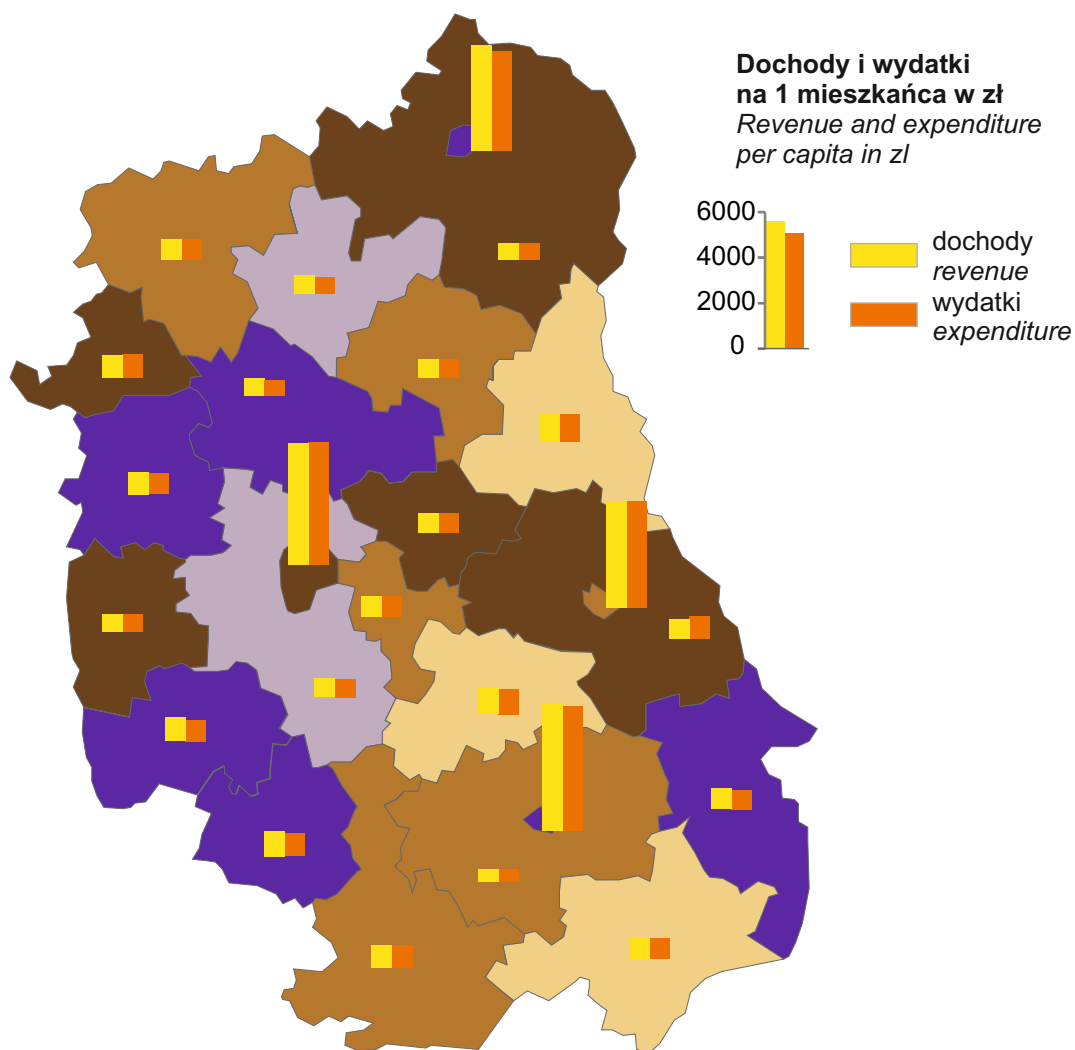 Dochody i wydatki
na 1 mieszkańca w zł
Revenue and expenditure
per capita in zl
6000
4000
2000
0
dochody
revenue
wydatki
expenditure